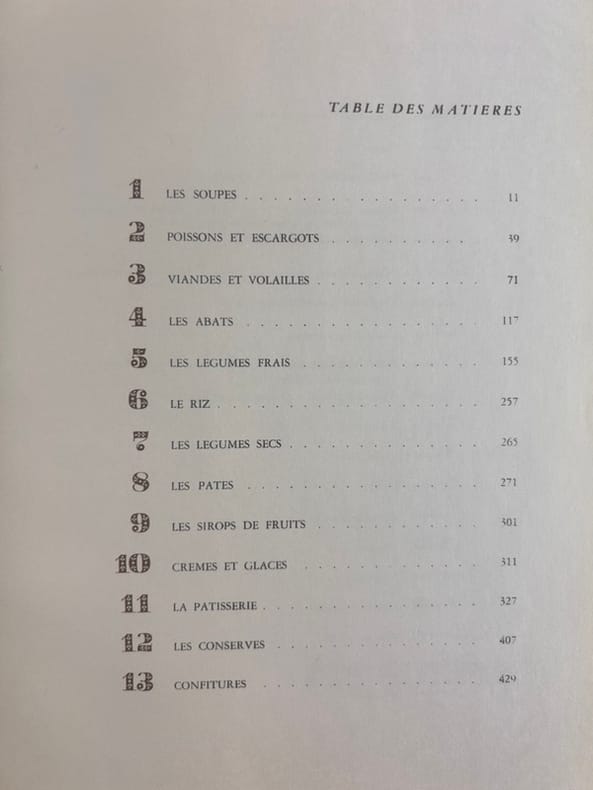 TABLE DES MATIERES
1 LES SOUPES . . . . . . . . . . . . . . . . . 11
2 POISSONS ET ESCARGOTS . . . . . . . . . . 39
3 VIANDES ET VOLAILLES . . . . . . . . . . . . 71
4 LES ABATS . . . . . . . . . . . . . . . . 117
5 LES LEGUMES FRAIS . . . . . . . . . . . . . 155
6 LE RIZ . . . . . . . . . . . . . . . . . . 257
7 LES LEGUMES SECS . . . . . . . . . . . . . 265
8 LES PATES . . . . . . . . . . . . . . . . 271
9 LES SIROPS DE FRUITS . . . . . . . . . . . 301
10 CREMES ET GLACES . . . . . . . . . . . . 311
11 LA PATISSERIE . . . . . . . . . . . . . . . 327
12 LES CONSERVES . . . . . . . . . . . . . . 407
13 CONFITURES . . . . . . . . . . . . . . . 429